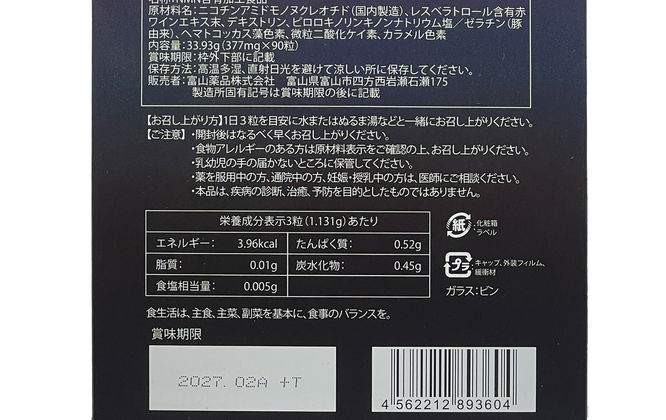 名称：NMN含有加工食品
原材料名：ニコチンアミドモノヌクレオチド（国内製造）、レスベラトロール含有赤
ワインエキス末、デキストリン、ピロロキノリンキノンナトリウム塩／ゼラチン（豚
由来）、ヘマトコッカス藻色素、微粒二酸化ケイ素、カラメル色素
内容量：33.93g（377mg×90粒）
賞味期限：枠外下部に記載
保存方法：高温多湿、直射日光を避けて涼しい所に保存してください。
販売者：富山薬品株式会社　富山県富山市四方西岩瀬石瀬175
製造所固有記号は賞味期限の後に記載
【お召し上がり方】1日3粒を目安に水またはぬるま湯などと一緒にお召し上がりください。
【ご注意】・開封後はなるべく早くお召し上がりください。
・食物アレルギーのある方は原材料表示をご確認の上、お召し上がりください。
・乳幼児の手の届かないところに保管してください。
・薬を服用中の方、通院中の方、妊娠・授乳中の方は、医師にご相談ください。
・本品は、疾病の診断、治癒、予防を目的としたものではありません。
栄養成分表示3粒（1.131g）あたり
エネルギー： 3.96kcal たんぱく質： 0.52g
脂質： 0.01g 炭水化物： 0.45g
食塩相当量： 0.005g
紙 化粧箱
ラベル
プラ キャップ、外装フィルム、
緩衝材
ガラス：ビン
食生活は、主食、主菜、副菜を基本に、食事のバランスを。
賞味期限
2027. 02A +T
4 562212 893604